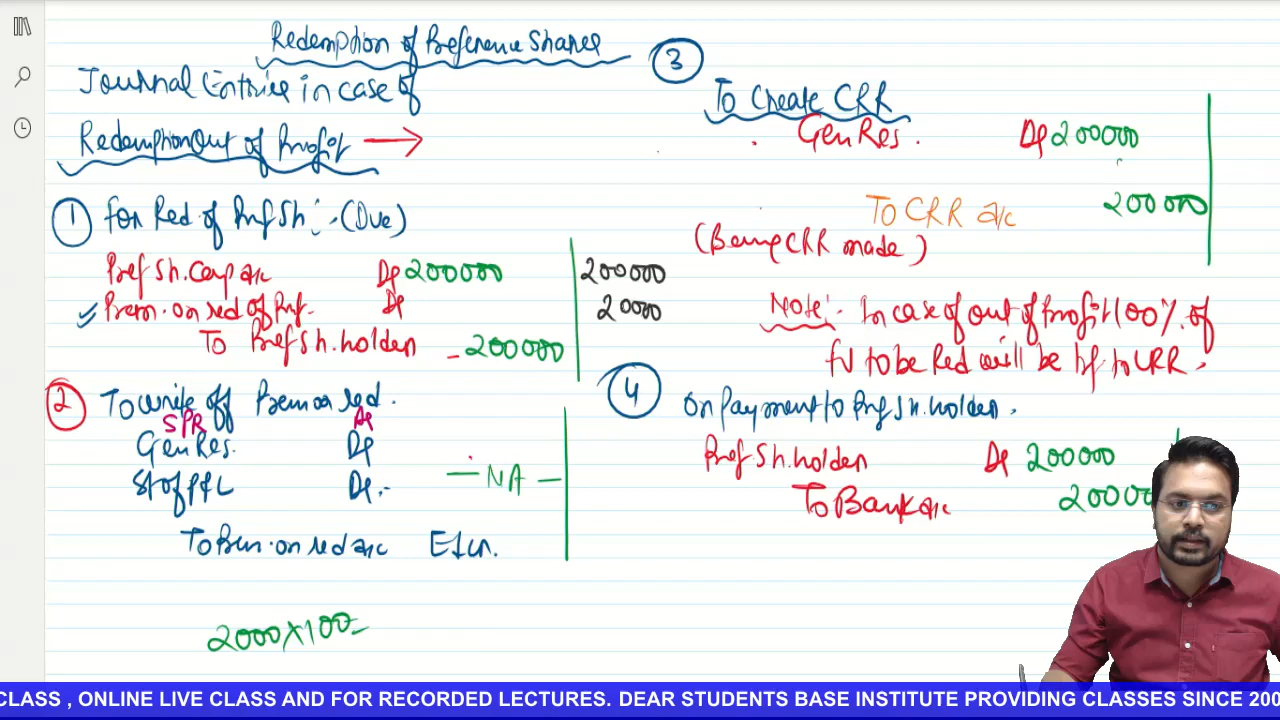 Redemption of Preference Shares
Journal Entries in case of
Redemption Out of Profit →
① for Red of Pref Sh :- (Due)
Pref Sh. Cap a/c Dr 200000 200000
✓ Prem. on red of Pref. Dr 20000
To Pref Sh. holder 200000
② To write off Prem on red.
SPR Dr
Gen Res. Dr
St of P&L Dr.
— NA —
To Prem. on red a/c
2000×100
③
To Create CRR
Gen Res. Dr 200000
To CRR a/c 200000
(Being CRR made)
Note:- In case of out of Profit 100% of
fv to be Red will be tf to CRR.
④ On Payment to Pref Sh. holder.
Pref Sh. holder Dr 200000
To Bank a/c
CLASS , ONLINE LIVE CLASS AND FOR RECORDED LECTURES. DEAR STUDENTS BASE INSTITUTE PROVIDING CLASSES SINCE 200